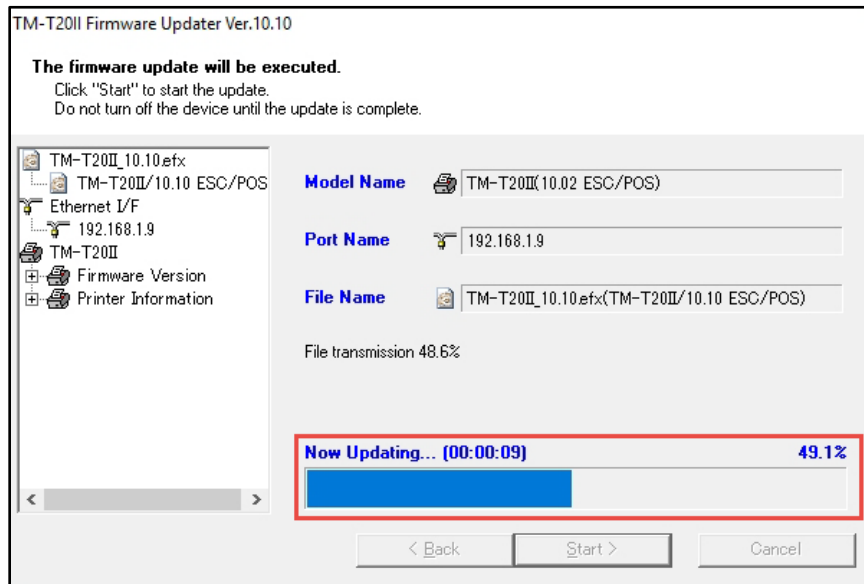 TM-T20II Firmware Updater Ver.10.10
The firmware update will be executed.
Click "Start" to start the update.
Do not turn off the device until the update is complete.
TM-T20Ⅱ_10.10.efx
TM-T20Ⅱ/10.10 ESC/POS
Ethernet I/F
192.168.1.9
TM-T20Ⅱ
Firmware Version
Printer Information
Model Name
TM-T20Ⅱ(10.02 ESC/POS)
Port Name
192.168.1.9
File Name
TM-T20Ⅱ_10.10.efx(TM-T20Ⅱ/10.10 ESC/POS)
File transmission 48.6%
Now Updating... (00:00:09) 49.1%
< Back Start > Cancel